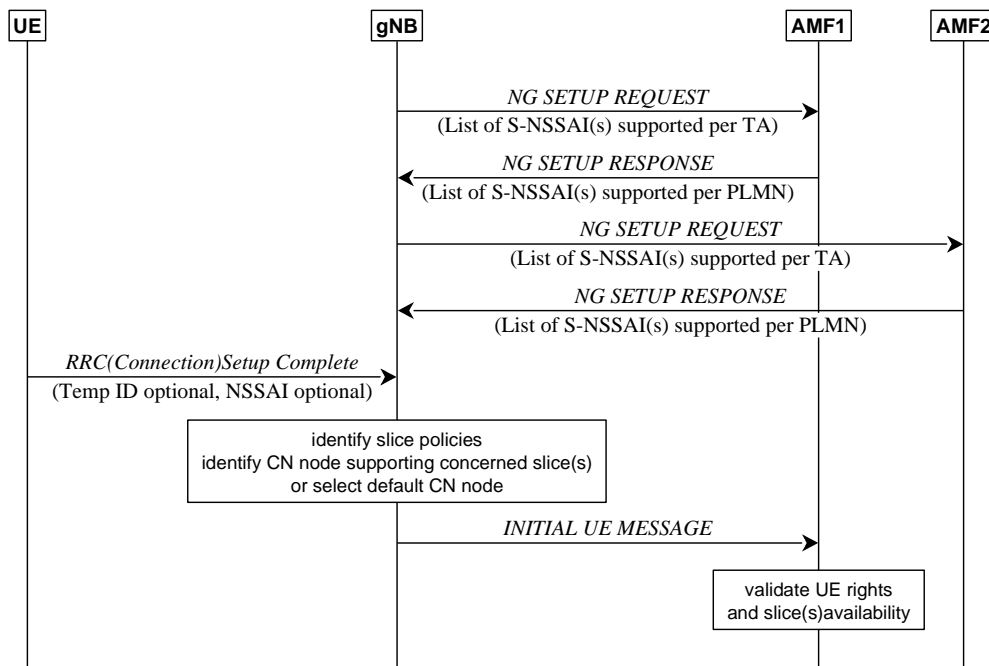 UE gNB AMF1 AMF2
NG SETUP REQUEST
(List of S-NSSAI(s) supported per TA)
NG SETUP RESPONSE
(List of S-NSSAI(s) supported per PLMN)
NG SETUP REQUEST
(List of S-NSSAI(s) supported per TA)
NG SETUP RESPONSE
(List of S-NSSAI(s) supported per PLMN)
RRC(Connection)Setup Complete
(Temp ID optional, NSSAI optional)
identify slice policies
identify CN node supporting concerned slice(s)
or select default CN node
INITIAL UE MESSAGE
validate UE rights
and slice(s)availability